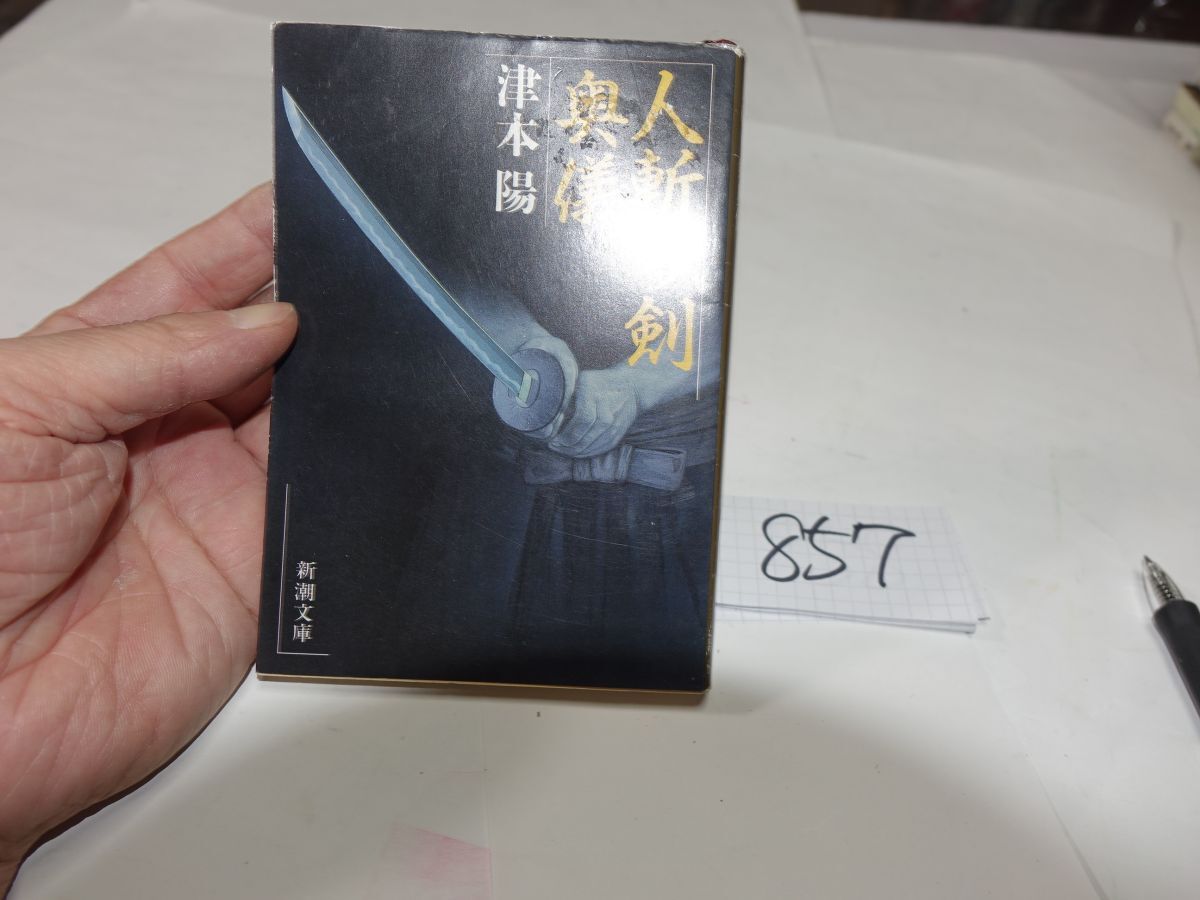 人斬り剣
奥儀
津本 陽
新潮文庫
857